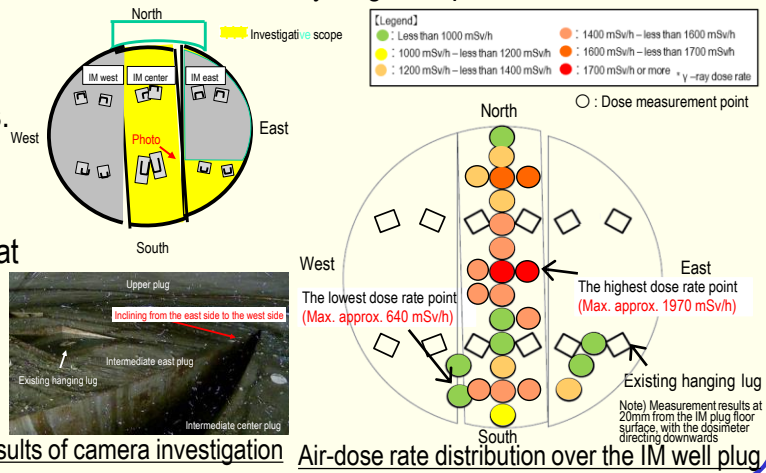 North
Investigative scope
IM west
IM center
IM east
West
East
Photo
South
at
Upper plug
Inclining from the east side to the west side
Intermediate east plug
Existing hanging lug
Intermediate center plug
sults of camera investigation
【Legend】
: Less than 1000 mSv/h
: 1000 mSv/h – less than 1200 mSv/h
: 1200 mSv/h – less than 1400 mSv/h
: 1400 mSv/h – less than 1600 mSv/h
: 1600 mSv/h – less than 1700 mSv/h
: 1700 mSv/h or more
* γ –ray dose rate
: Dose measurement point
North
West
East
The lowest dose rate point
(Max. approx. 640 mSv/h)
The highest dose rate point
(Max. approx. 1970 mSv/h)
Existing hanging lug
Note) Measurement results at
20mm from the IM plug floor
surface, with the dosimeter
directing downwards
South
Air-dose rate distribution over the IM well plug